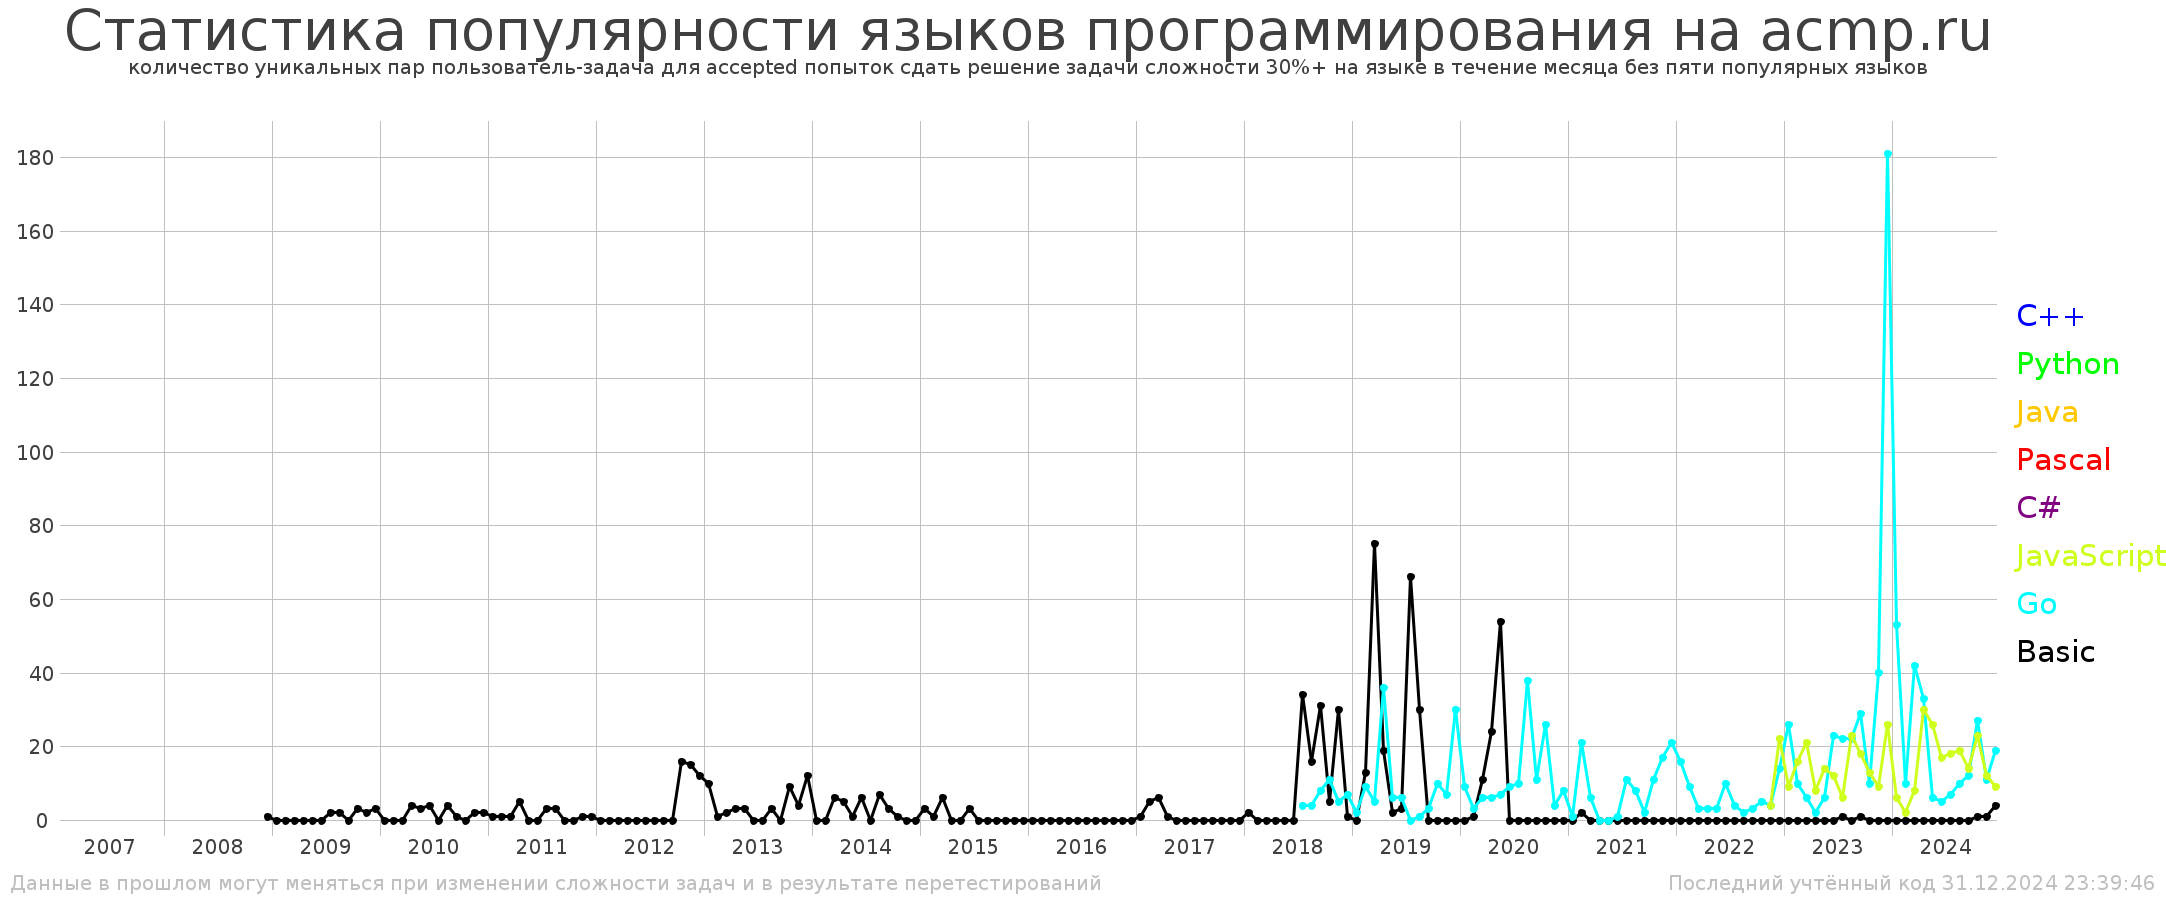 Статистика популярности языков программирования на acmp.ru
количество уникальных пар пользователь-задача для accepted попыток сдать решение задачи сложности 30%+ на языке в течение месяца без пяти популярных языков
180
160
140
120
100
80
60
40
20
0
C++
Python
Java
Pascal
C#
JavaScript
Go
Basic
2007 2008 2009 2010 2011 2012 2013 2014 2015 2016 2017 2018 2019 2020 2021 2022 2023 2024
Данные в прошлом могут меняться при изменении сложности задач и в результате перетестирований
Последний учтённый код 31.12.2024 23:39:46